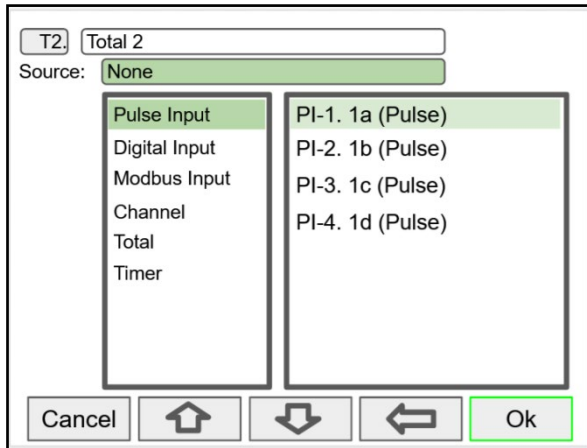 T2. Total 2
Source: None
Pulse Input
Digital Input
Modbus Input
Channel
Total
Timer
PI-1. 1a (Pulse)
PI-2. 1b (Pulse)
PI-3. 1c (Pulse)
PI-4. 1d (Pulse)
Cancel
Ok